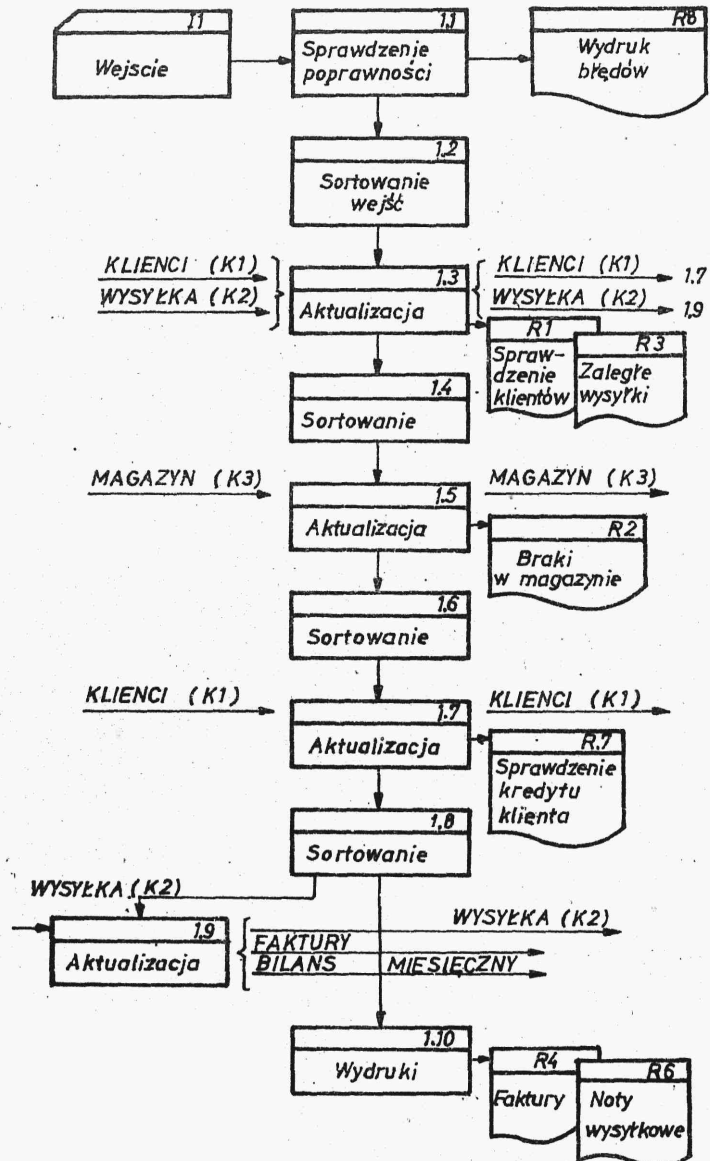 I1
Wejscie
1.1
Sprawdzenie
poprawności
R8
Wydruk
błędów
1.2
Sortowanie
wejść
KLIENCI (K1)
WYSYŁKA (K2)
1.3
Aktualizacja
KLIENCI (K1)
1.7
WYSYŁKA (K2)
1.9
R1
Spraw-
dzenie
klientów
R3
Zaległe
wysyłki
1.4
Sortowanie
MAGAZYN (K3)
1.5
Aktualizacja
MAGAZYN (K3)
R2
Braki
w magazynie
1.6
Sortowanie
KLIENCI (K1)
1.7
Aktualizacja
KLIENCI (K1)
R.7
Sprawdzenie
kredytu
klienta
1.8
Sortowanie
WYSYŁKA (K2)
1.9
Aktualizacja
WYSYŁKA (K2)
FAKTURY
BILANS MIESIĘCZNY
1.10
Wydruki
R4
Faktury
R6
Noty
wysyłkowe